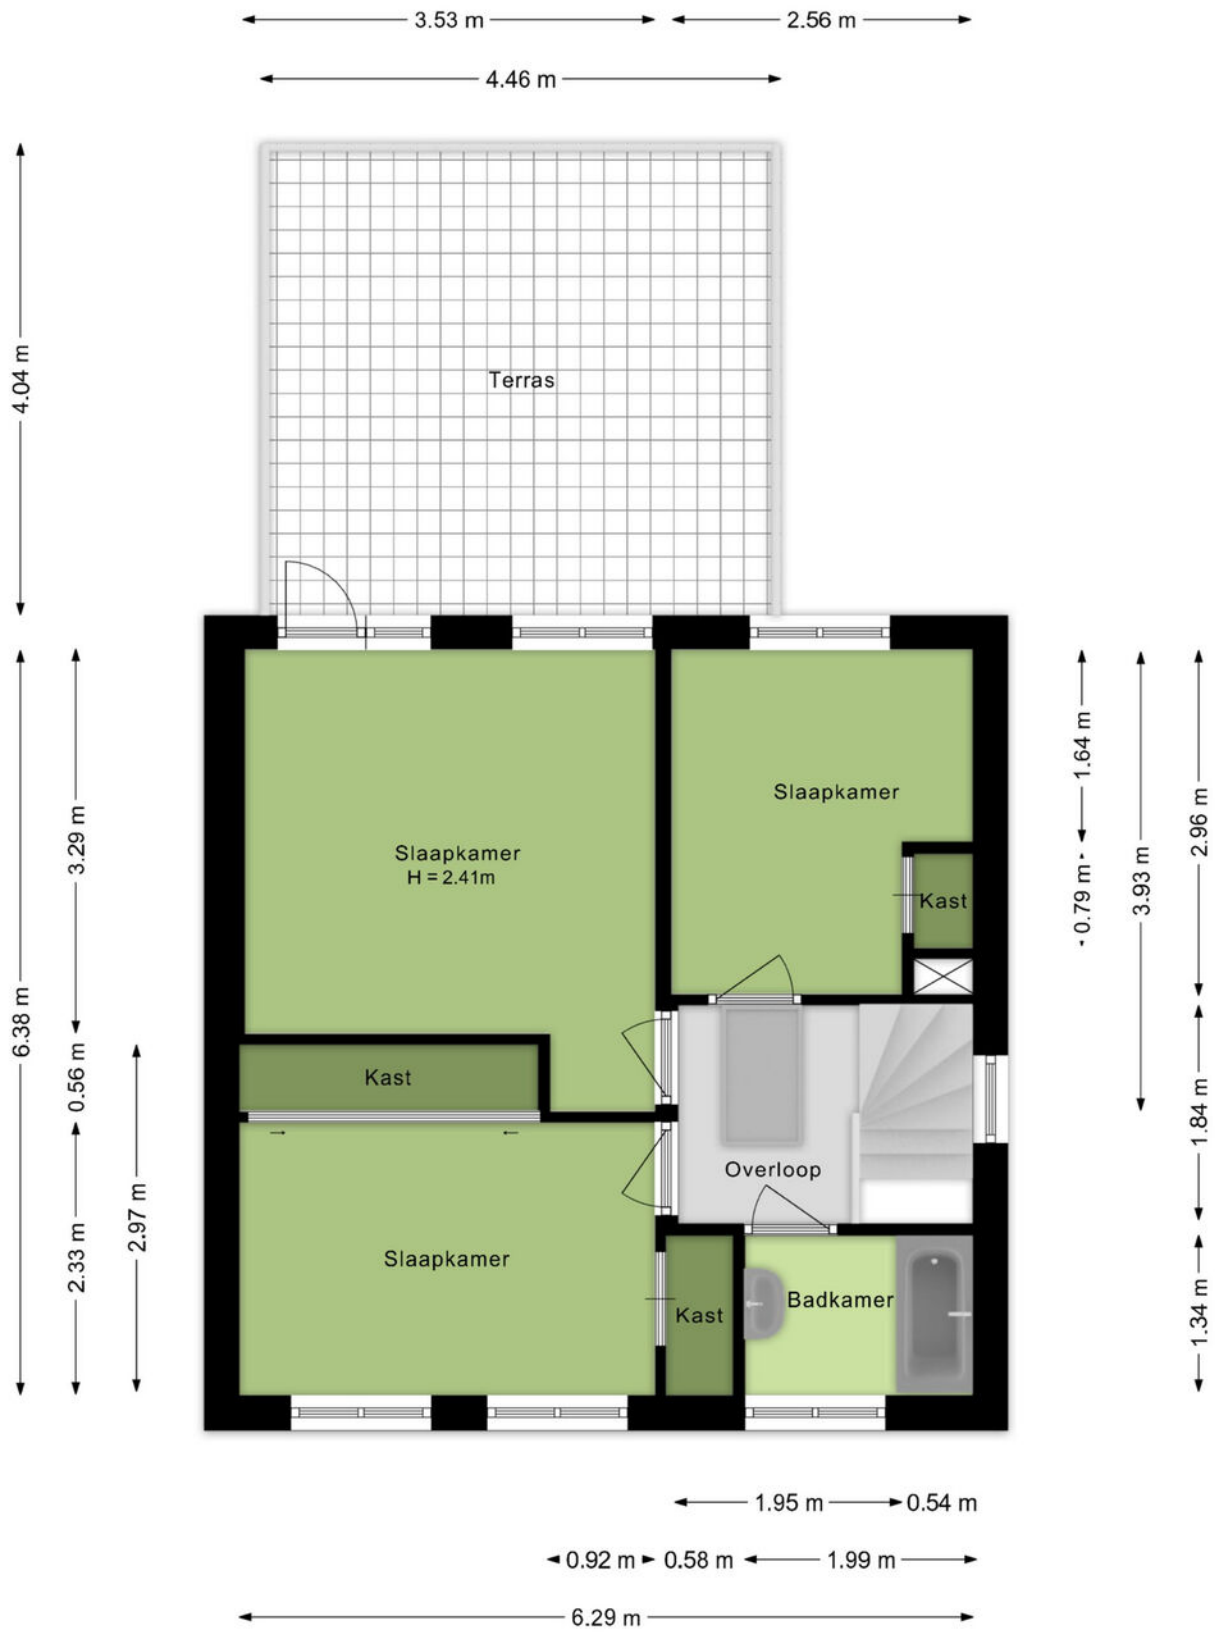 3.53 m
2.56 m
4.46 m
4.04 m
Terras
6.38 m
3.29 m
0.56 m
2.33 m
2.97 m
Slaapkamer
H = 2.41m
Slaapkamer
Kast
1.64 m
0.79 m
3.93 m
2.96 m
1.84 m
1.34 m
Kast
Overloop
Slaapkamer
Kast
Badkamer
1.95 m
0.54 m
0.92 m
0.58 m
1.99 m
6.29 m